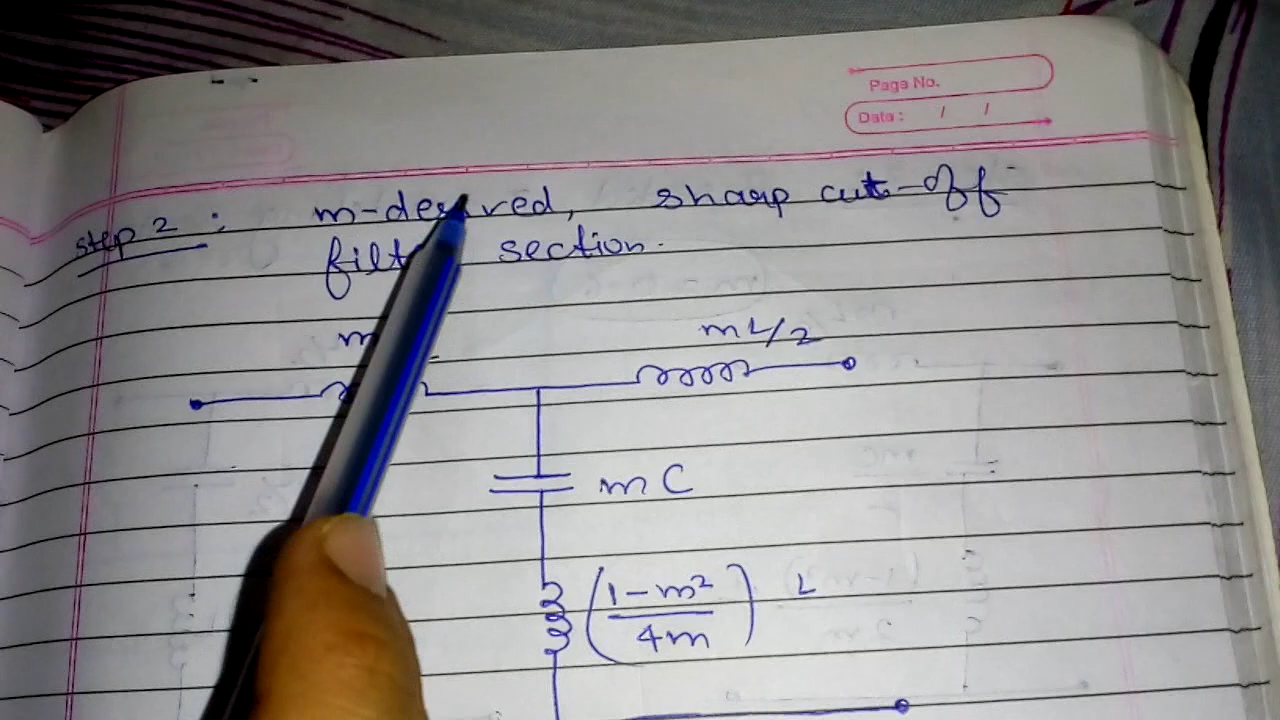 Page No.
Date: / /
step 2 : m-derived, sharp cut-off
section.
m mL/2
mC
(1-m²/4m) L